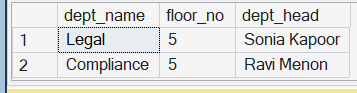 dept_name floor_no dept_head
1 Legal 5 Sonia Kapoor
2 Compliance 5 Ravi Menon